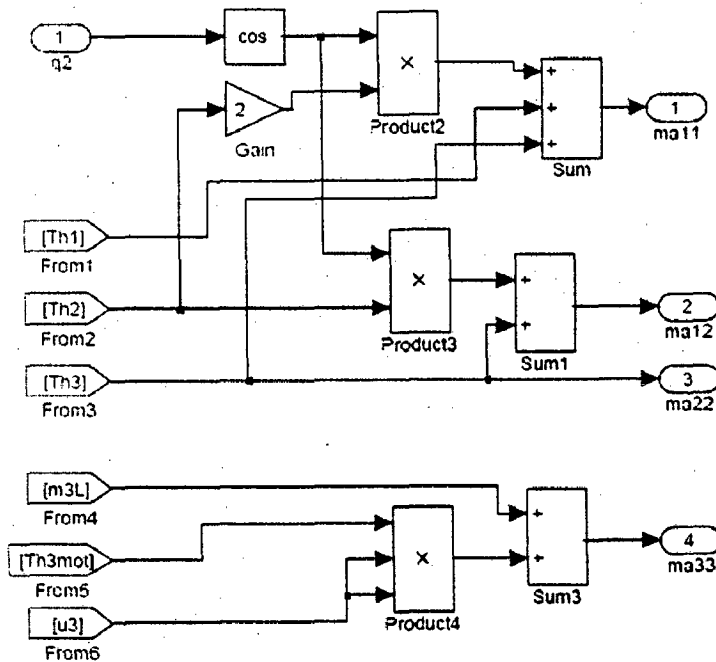 1
q2
cos
×
Product2
2
Gain
+
+
+
Sum
1
ma11
[Th1]
From1
[Th2]
From2
×
Product3
+
+
Sum1
2
ma12
[Th3]
From3
3
ma22
[m3L]
From4
[Th3mot]
From5
[u3]
From6
×
Product4
+
+
Sum3
4
ma33